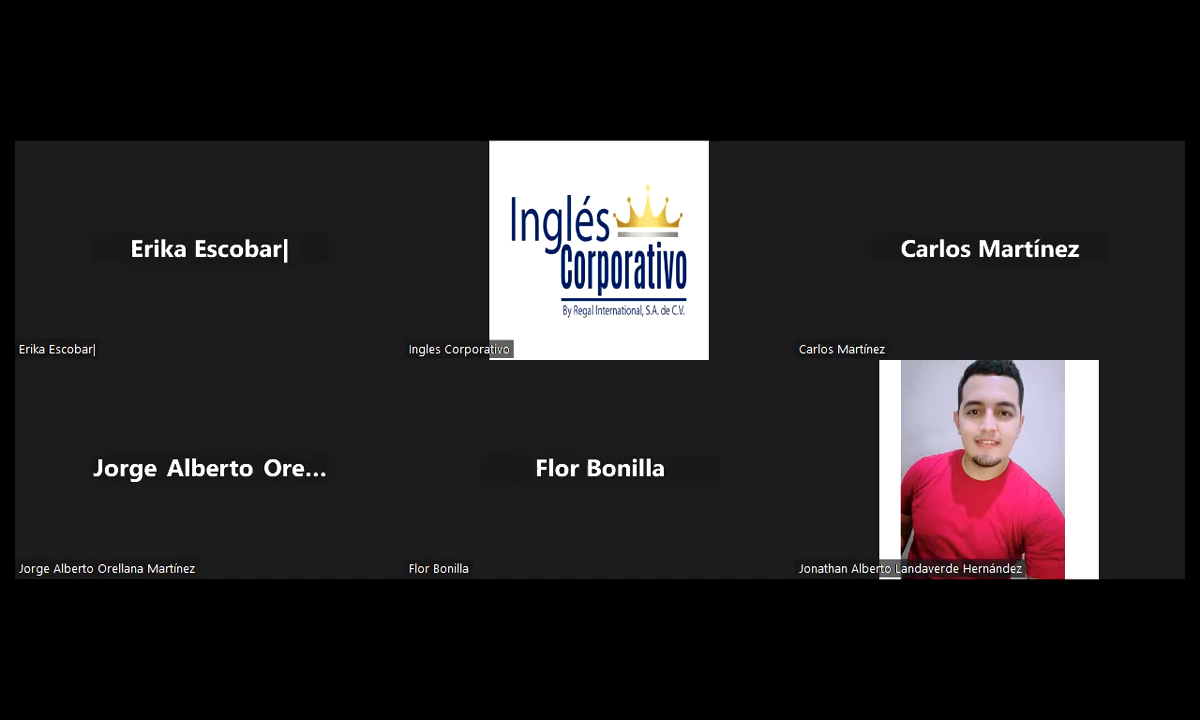 Erika Escobar|
Erika Escobar|
Inglés
Corporativo
By Regal International, S.A. de C.V.
Ingles Corporativo
Carlos Martínez
Carlos Martínez
Jorge Alberto Ore...
Jorge Alberto Orellana Martínez
Flor Bonilla
Flor Bonilla
Jonathan Alberto Landaverde Hernández